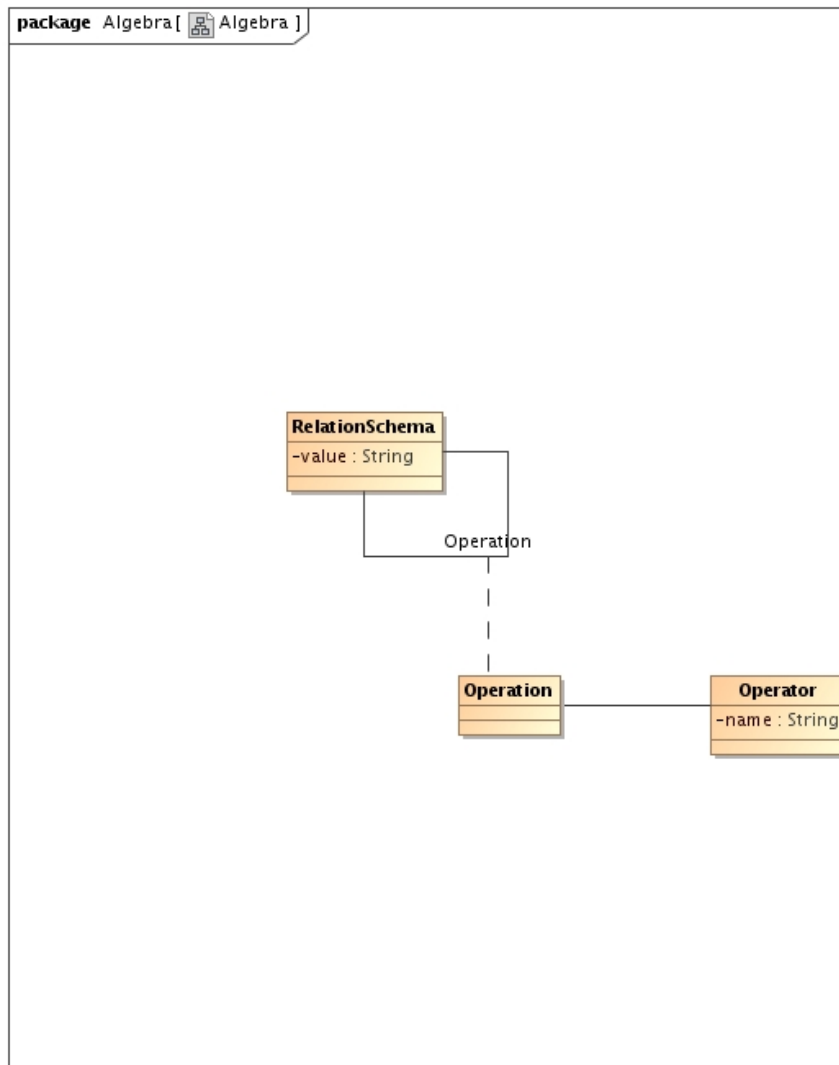 package Algebra[ Algebra ]
RelationSchema
-value : String
Operation
Operation
Operator
-name : String